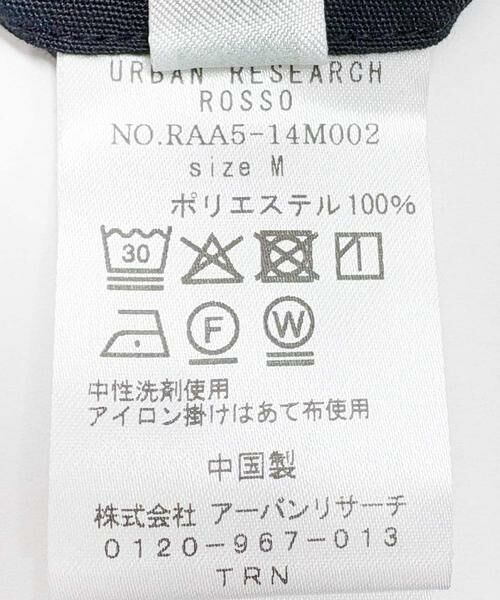 URBAN RESEARCH
ROSSO
NO.RAA5-14M002
size M
ポリエステル100%
30
F W
中性洗剤使用
アイロン掛けはあて布使用
中国製
株式会社 アーバンリサーチ
0120-967-013
TRN